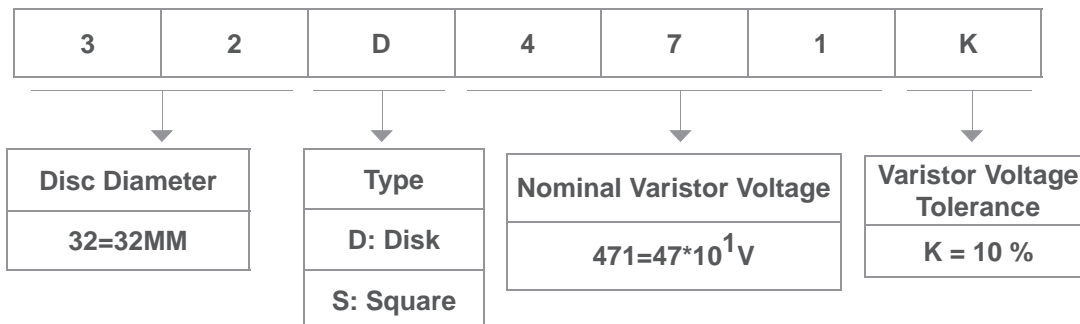 3 2 D 4 7 1 K
Disc Diameter
32=32MM
Type
D: Disk
S: Square
Nominal Varistor Voltage
471=47*10¹V
Varistor Voltage
Tolerance
K = 10 %